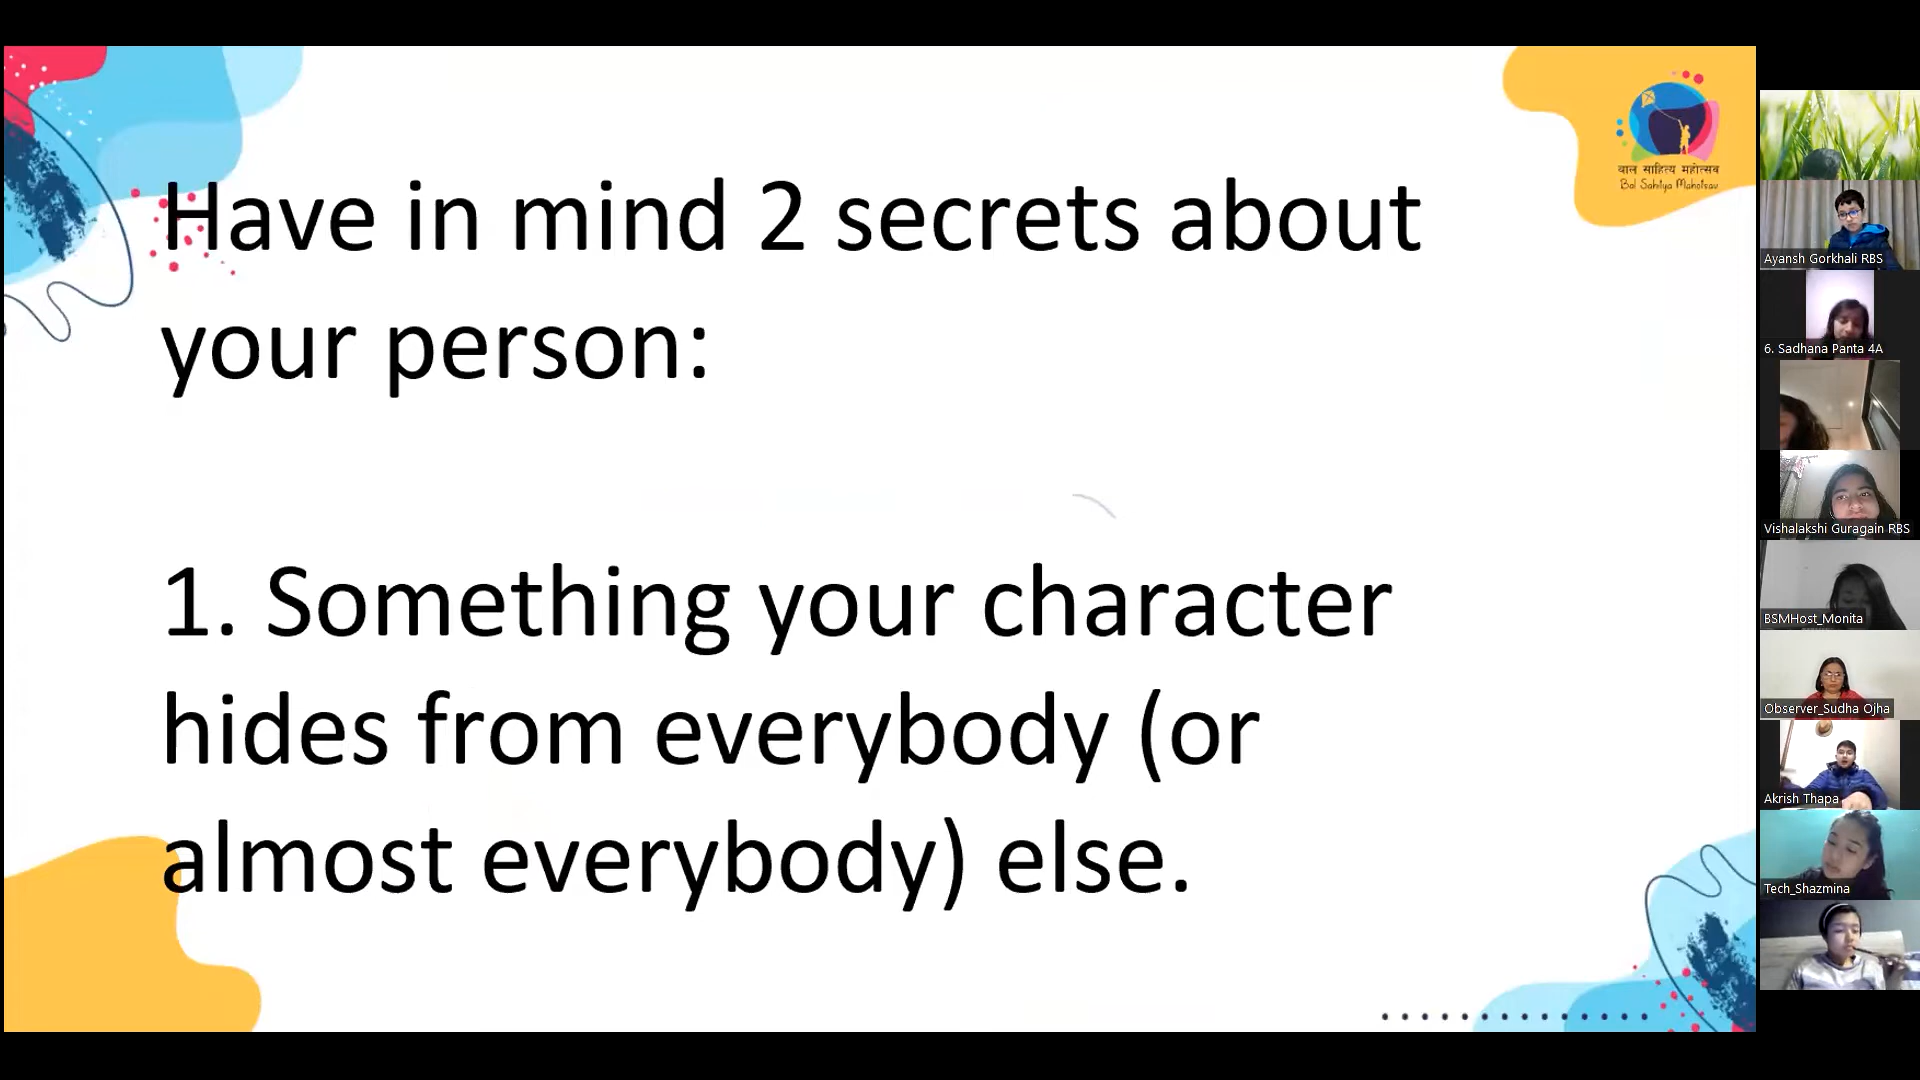 Have in mind 2 secrets about
your person:
1. Something your character
hides from everybody (or
almost everybody) else.
बाल साहित्य महोत्सव
Bal Sahitya Mahotsav
Ayansh Gorkhali RBS
6. Sadhana Panta 4A
Vishalakshi Guragain RBS
BSMHost_Monita
Observer_Sudha Ojha
Akrish Thapa
Tech_Shazmina